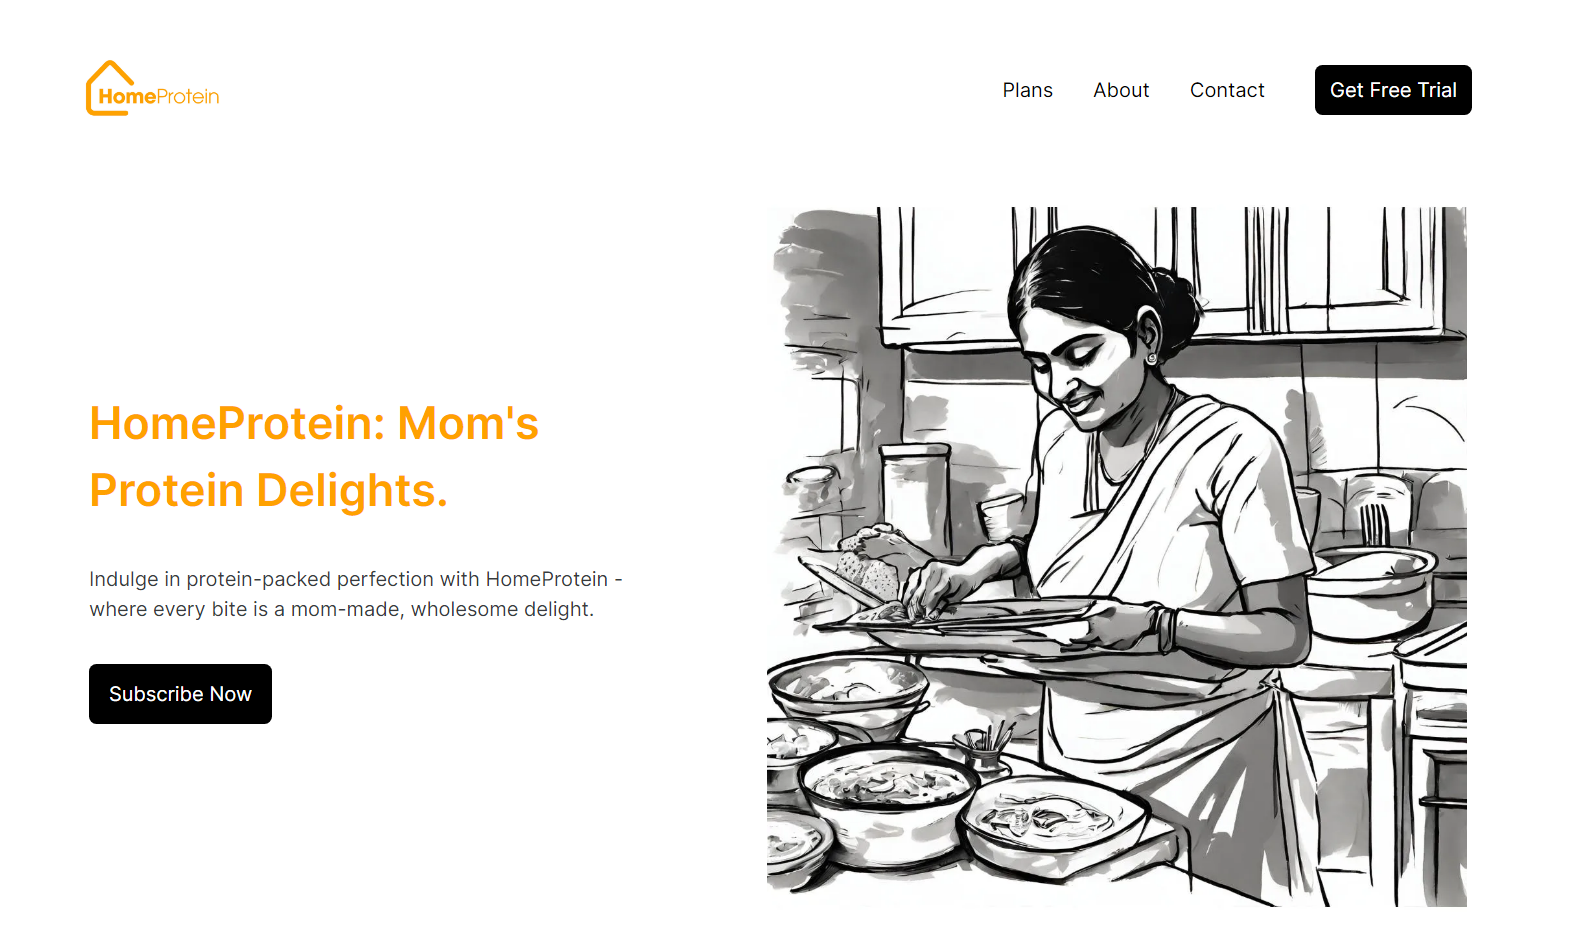 HomeProtein
Plans
About
Contact
Get Free Trial
HomeProtein: Mom's
Protein Delights.
Indulge in protein-packed perfection with HomeProtein -
where every bite is a mom-made, wholesome delight.
Subscribe Now